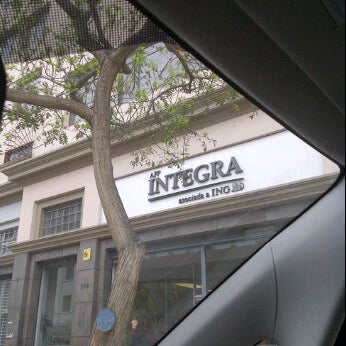 AFP
INTEGRA
asociada a ING